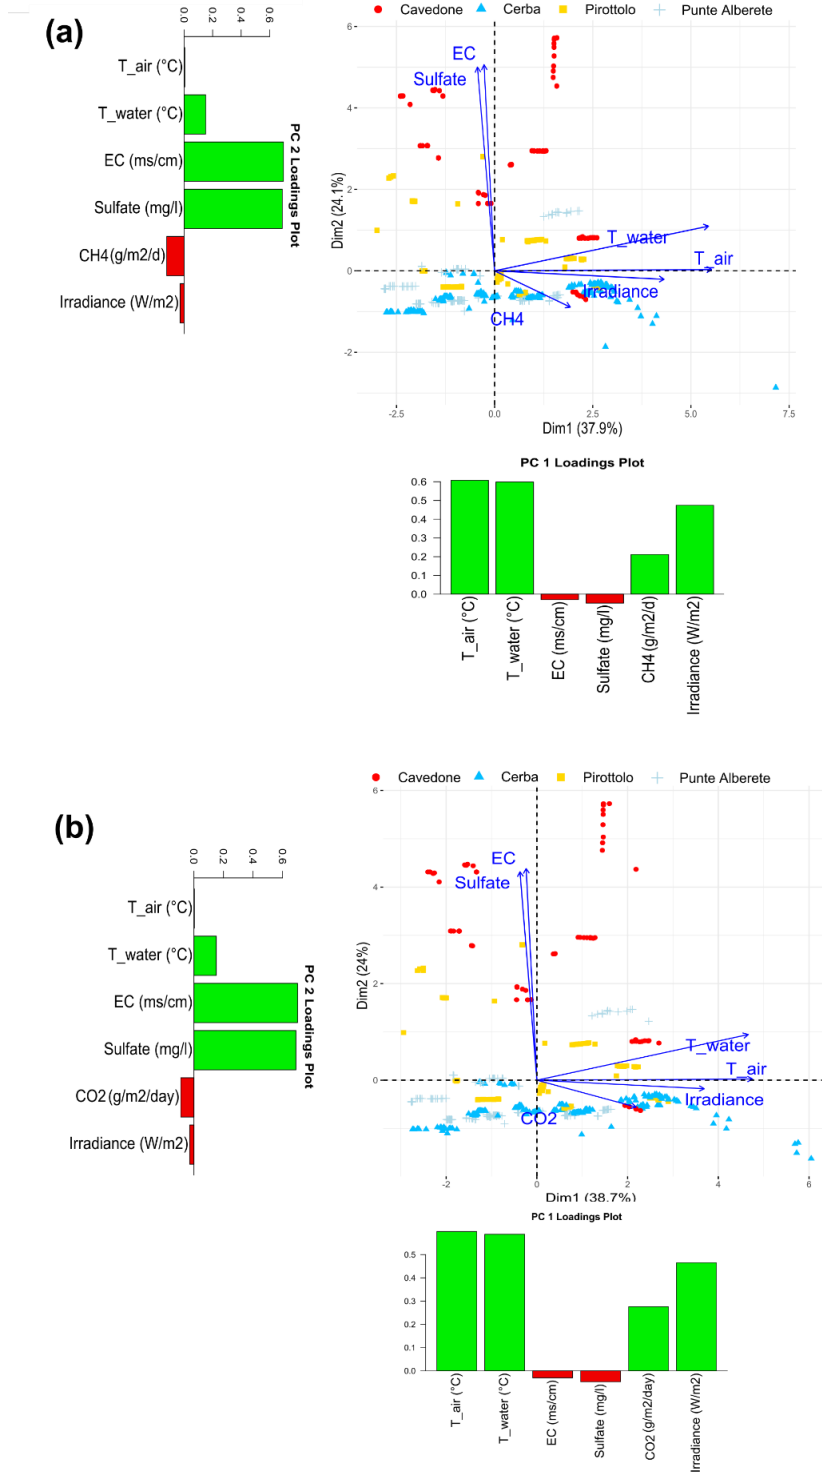 (a)
0.0 0.2 0.4 0.6
T_air (°C)
T_water (°C)
EC (ms/cm)
Sulfate (mg/l)
CH4(g/m2/d)
Irradiance (W/m2)
PC 2 Loadings Plot
Cavedone Cerba Pirottolo Punte Alberete
6
4
2
0
-2
Dim2 (24.1%)
EC
Sulfate
T_water
T_air
Irradiance
CH4
-2.5 0.0 2.5 5.0 7.5
Dim1 (37.9%)
PC 1 Loadings Plot
0.6
0.5
0.4
0.3
0.2
0.1
0.0
T_air (°C)
T_water (°C)
EC (ms/cm)
Sulfate (mg/l)
CH4 (g/m2/d)
Irradiance (W/m2)
(b)
0.0 0.2 0.4 0.6
T_air (°C)
T_water (°C)
EC (ms/cm)
Sulfate (mg/l)
CO2(g/m2/day)
Irradiance (W/m2)
PC 2 Loadings Plot
Cavedone Cerba Pirottolo Punte Alberete
6
4
2
0
Dim2 (24%)
EC
Sulfate
T_water
T_air
Irradiance
CO2
-2 0 2 4 6
Dim1 (38.7%)
PC 1 Loadings Plot
0.5
0.4
0.3
0.2
0.1
0.0
T_air (°C)
T_water (°C)
EC (ms/cm)
Sulfate (mg/l)
CO2 (g/m2/day)
Irradiance (W/m2)